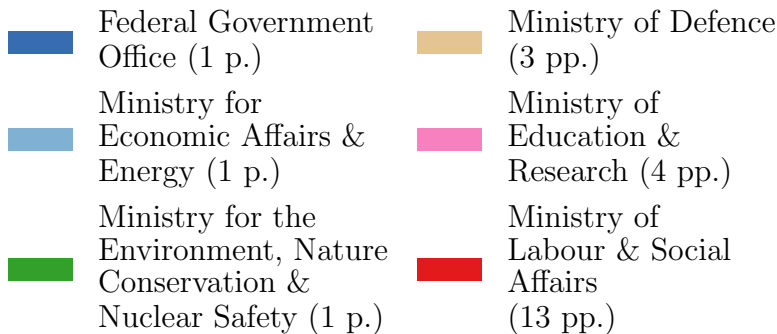 Federal Government
Office (1 p.)
Ministry for
Economic Affairs &
Energy (1 p.)
Ministry for the
Environment, Nature
Conservation &
Nuclear Safety (1 p.)
Ministry of Defence
(3 pp.)
Ministry of
Education &
Research (4 pp.)
Ministry of
Labour & Social
Affairs
(13 pp.)